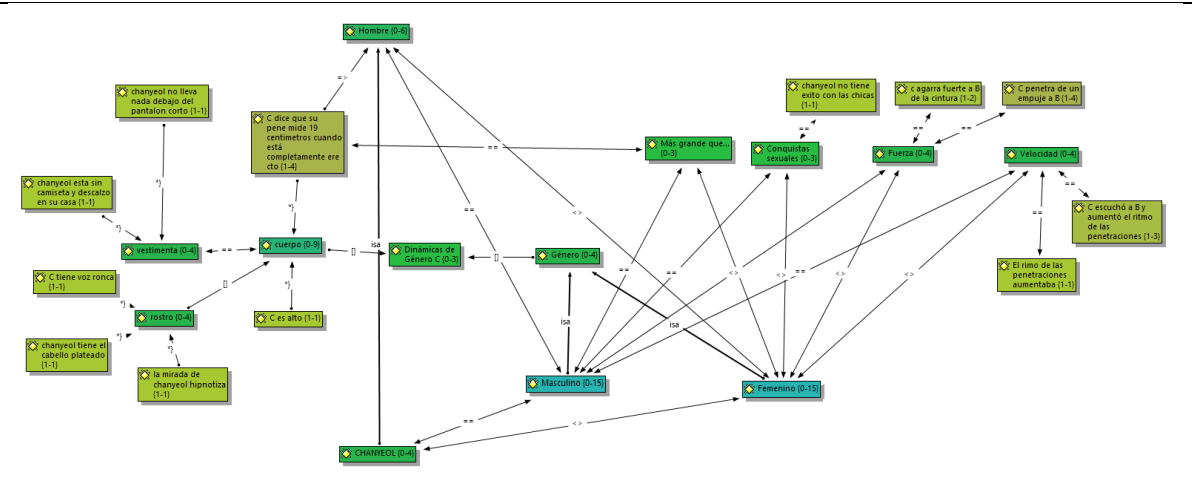 Hombre {0-6}
chanyeol no lleva
nada debajo del
pantalon corto {1-1}
=>
C dice que su
pene mide 19
centimetros cuando
está
completamente ere
cto {1-4}
==
Más grande que...
{0-3}
chanyeol no tiene
exito con las chicas
{1-1}
==
Conquistas
sexuales {0-3}
c agarra fuerte a B
de la cintura {1-2}
C penetra de un
empuje a B {1-4}
==
==
Fuerza {0-4}
Velocidad {0-4}
*}
chanyeol esta sin
camiseta y descalzo
en su casa {1-1}
*}
*}
==
C escuchó a B y
aumentó el ritmo
de las
penetraciones {1-3}
==
<>
==
vestimenta {0-4}
==
cuerpo {0-9}
[]
isa
Dinámicas de
Género C {0-3}
[]
Género {0-4}
El rimo de las
penetraciones
aumentaba {1-1}
==
<>
==
<>
==
<>
<>
C tiene voz ronca
{1-1}
[]
*}
*}
rostro {0-4}
C es alto {1-1}
isa
isa
*}
chanyeol tiene el
cabello plateado
{1-1}
*}
la mirada de
chanyeol hipnotiza
{1-1}
Masculino {0-15}
Femenino {0-15}
==
<>
CHANYEOL {0-4}